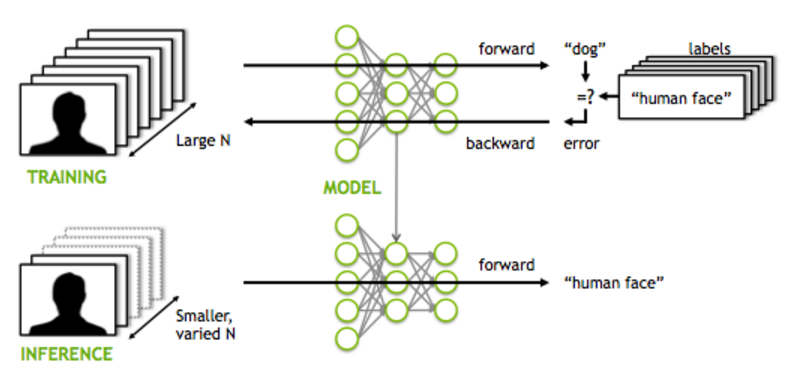 forward
“dog”
labels
=?
“human face”
Large N
backward
error
TRAINING
MODEL
forward
“human face”
Smaller,
varied N
INFERENCE